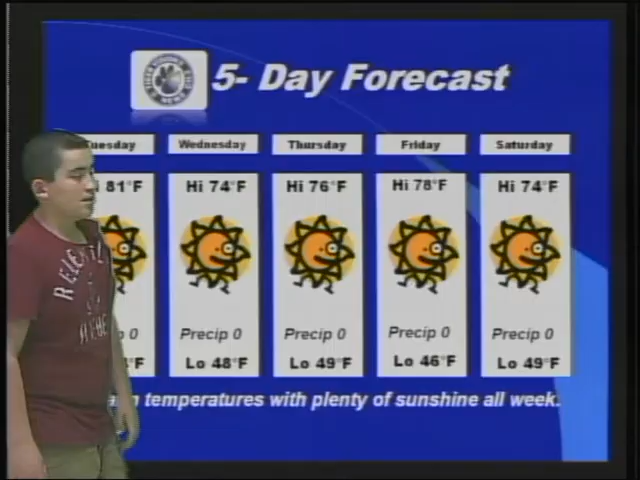 5- Day Forecast
Tuesday Wednesday Thursday Friday Saturday
Hi 81°F Hi 74°F Hi 76°F Hi 78°F Hi 74°F
Precip 0 Precip 0 Precip 0 Precip 0
°F Lo 48°F Lo 49°F Lo 46°F Lo 49°F
temperatures with plenty of sunshine all week.